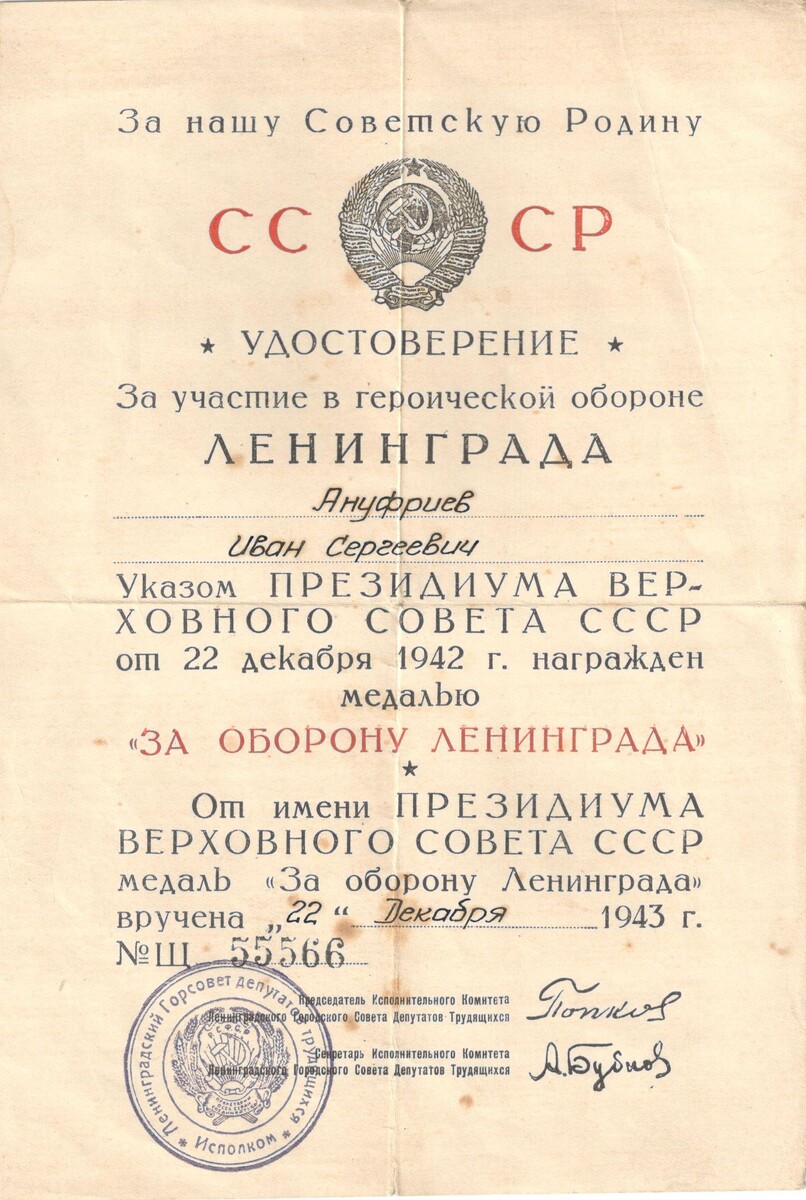 За нашу Советскую Родину
СС СР
УДОСТОВЕРЕНИЕ
За участие в героической обороне
ЛЕНИНГРАДА
Ануфриев
Иван Сергеевич
Указом ПРЕЗИДИУМА ВЕР-
ХОВНОГО СОВЕТА СССР
от 22 декабря 1942 г. награжден
медалью
«ЗА ОБОРОНУ ЛЕНИНГРАДА»
От имени ПРЕЗИДИУМА
ВЕРХОВНОГО СОВЕТА СССР
медаль «За оборону Ленинграда»
вручена „22“ Декабря 1943 г.
№ Щ 55566
Председатель Исполнительного Комитета
Ленинградского Городского Совета Депутатов Трудящихся
Попков
Секретарь Исполнительного Комитета
Ленинградского Городского Совета Депутатов Трудящихся
А.Бубнов
Ленинградский Горсовет депутатов трудящихся
Исполком